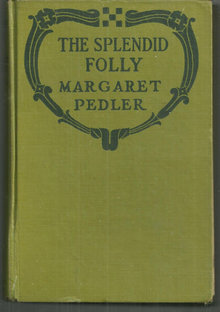 THE SPLENDID
FOLLY
MARGARET
PEDLER